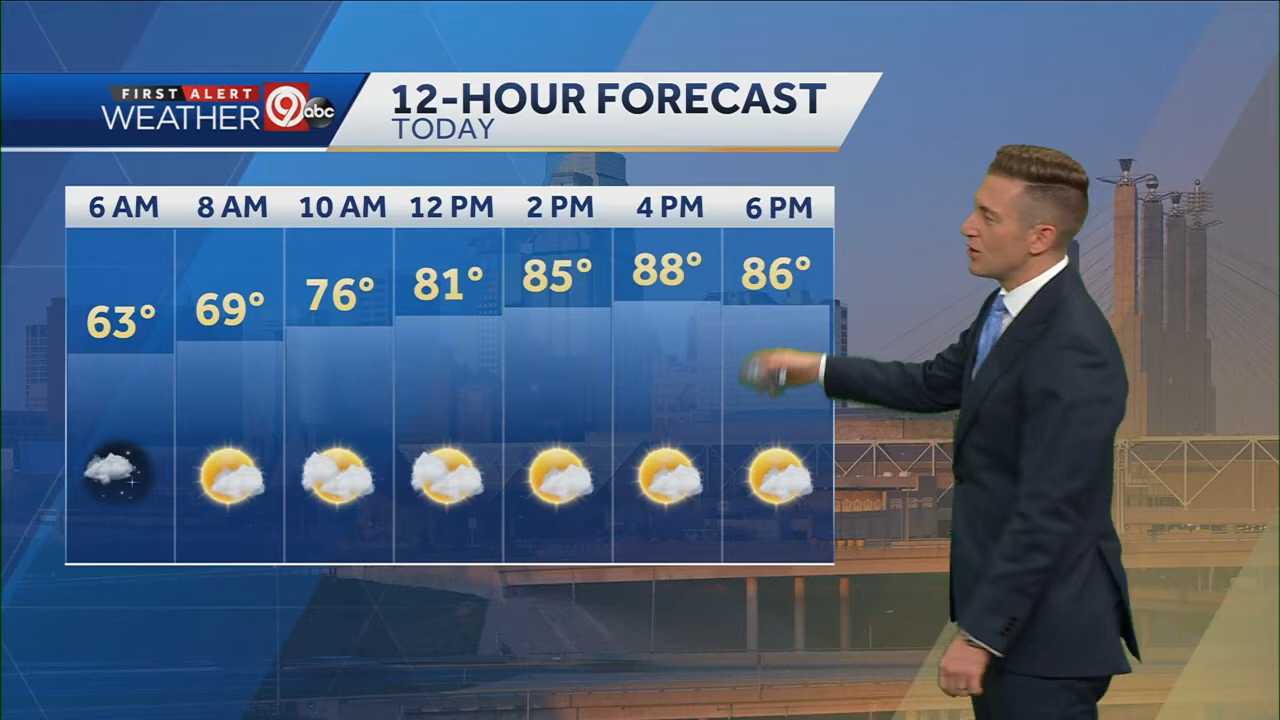 FIRST ALERT
WEATHER 9 abc
12-HOUR FORECAST
TODAY
6 AM 8 AM 10 AM 12 PM 2 PM 4 PM 6 PM
63° 69° 76° 81° 85° 88° 86°